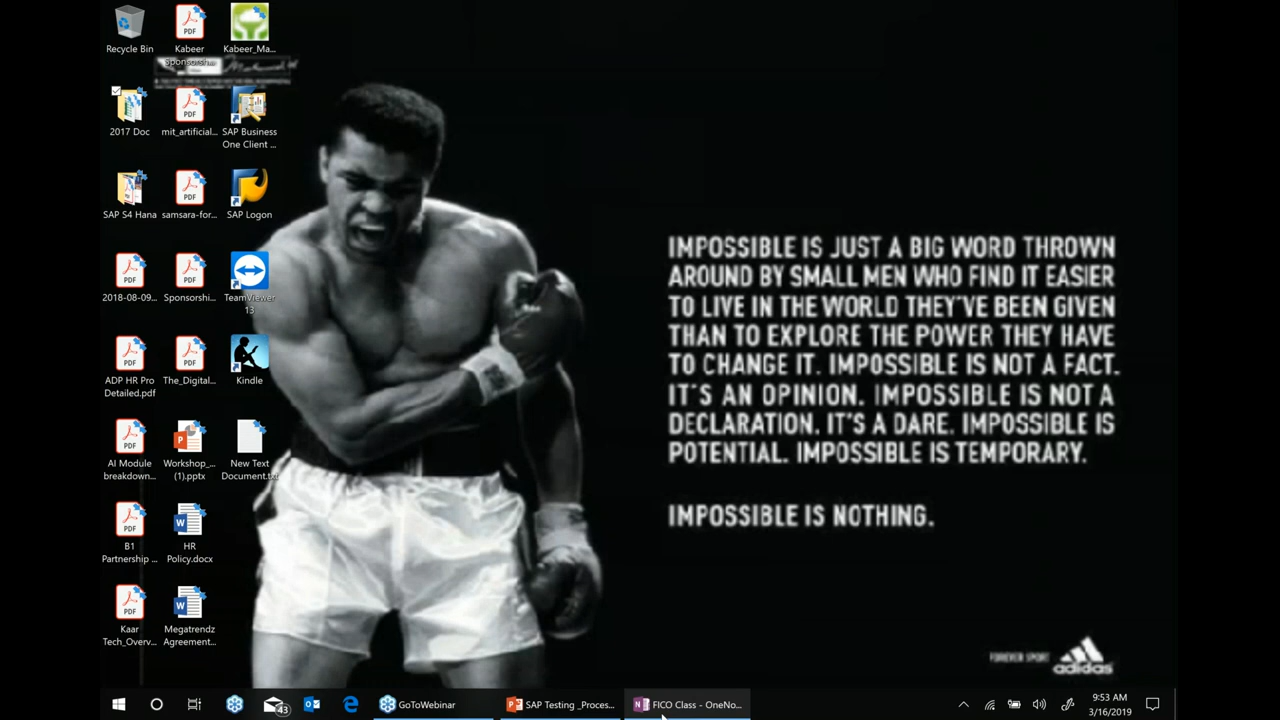 Recycle Bin
Kabeer
Sponsorsh...
Kabeer_Ma...
2017 Doc
mit_artificial...
SAP Business
One Client ...
SAP S4 Hana
samsara-for...
SAP Logon
2018-08-09...
Sponsorshi...
TeamViewer
13
ADP HR Pro
Detailed.pdf
The_Digital...
Kindle
AI Module
breakdown...
Workshop_...
(1).pptx
New Text
Document.txt
B1
Partnership ...
HR
Policy.docx
Kaar
Tech_Overv...
Megatrendz
Agreement...
IMPOSSIBLE IS JUST A BIG WORD THROWN
AROUND BY SMALL MEN WHO FIND IT EASIER
TO LIVE IN THE WORLD THEY'VE BEEN GIVEN
THAN TO EXPLORE THE POWER THEY HAVE
TO CHANGE IT. IMPOSSIBLE IS NOT A FACT.
IT'S AN OPINION. IMPOSSIBLE IS NOT A
DECLARATION. IT'S A DARE. IMPOSSIBLE IS
POTENTIAL. IMPOSSIBLE IS TEMPORARY.
IMPOSSIBLE IS NOTHING.
FOREVER SPORT
adidas
43
GoToWebinar
SAP Testing _Proces...
FICO Class - OneNo...
9:53 AM
3/16/2019